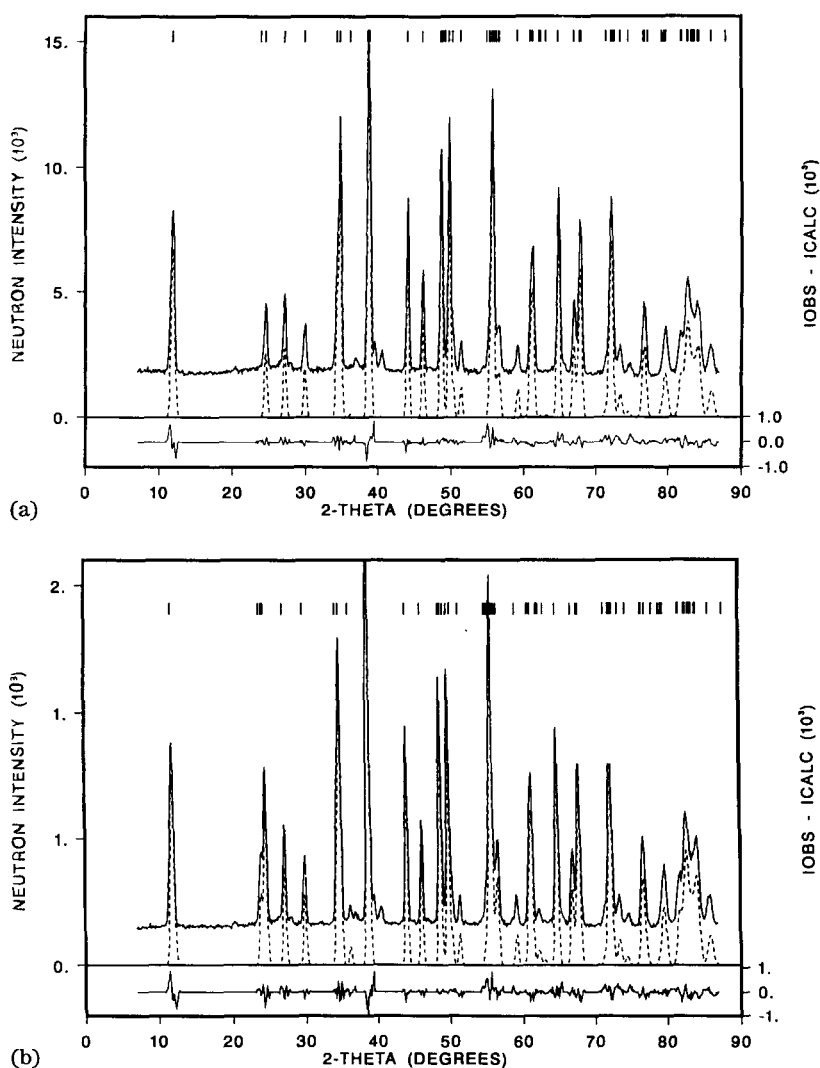 15.
10.
5.
0.
NEUTRON INTENSITY (10³)
IOBS - ICALC (10³)
1.0
0.0
-1.0
0 10 20 30 40 50 60 70 80 90
2-THETA (DEGREES)
(a)
2.
1.
1.
0.
NEUTRON INTENSITY (10³)
IOBS - ICALC (10³)
1.
0.
-1.
0 10 20 30 40 50 60 70 80 90
2-THETA (DEGREES)
(b)